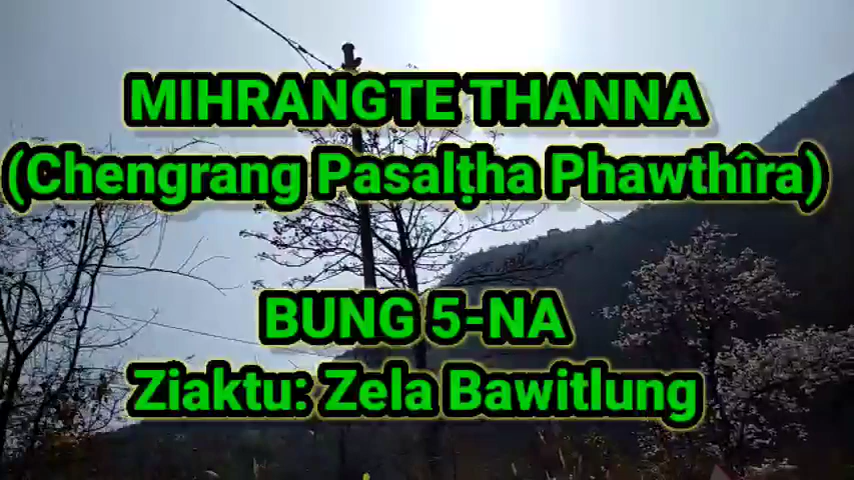 MIHRANGTE THANNA
(Chengrang Pasalṭha Phawthîra)
BUNG 5-NA
Ziaktu: Zela Bawitlung